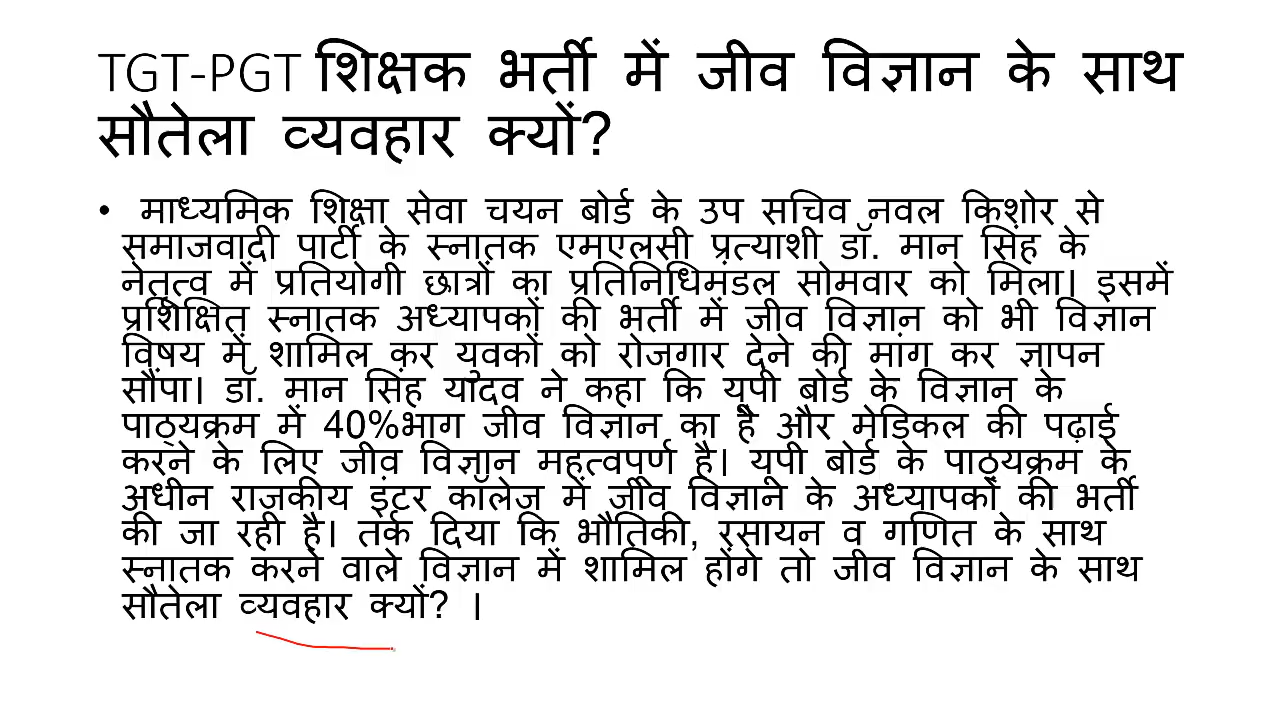 TGT-PGT शिक्षक भर्ती में जीव विज्ञान के साथ
सौतेला व्यवहार क्यों?
• माध्यमिक शिक्षा सेवा चयन बोर्ड के उप सचिव नवल किशोर से
समाजवादी पार्टी के स्नातक एमएलसी प्रत्याशी डॉ. मान सिंह के
नेतृत्व में प्रतियोगी छात्रों का प्रतिनिधिमंडल सोमवार को मिला। इसमें
प्रशिक्षित स्नातक अध्यापकों की भर्ती में जीव विज्ञान को भी विज्ञान
विषय में शामिल कर युवकों को रोजगार देने की मांग कर ज्ञापन
सौंपा। डॉ. मान सिंह यादव ने कहा कि यूपी बोर्ड के विज्ञान के
पाठ्यक्रम में 40%भाग जीव विज्ञान का है और मेडिकल की पढ़ाई
करने के लिए जीव विज्ञान महत्वपूर्ण है। यूपी बोर्ड के पाठ्यक्रम के
अधीन राजकीय इंटर कॉलेज में जीव विज्ञान के अध्यापकों की भर्ती
की जा रही है। तर्क दिया कि भौतिकी, रसायन व गणित के साथ
स्नातक करने वाले विज्ञान में शामिल होंगे तो जीव विज्ञान के साथ
सौतेला व्यवहार क्यों? ।